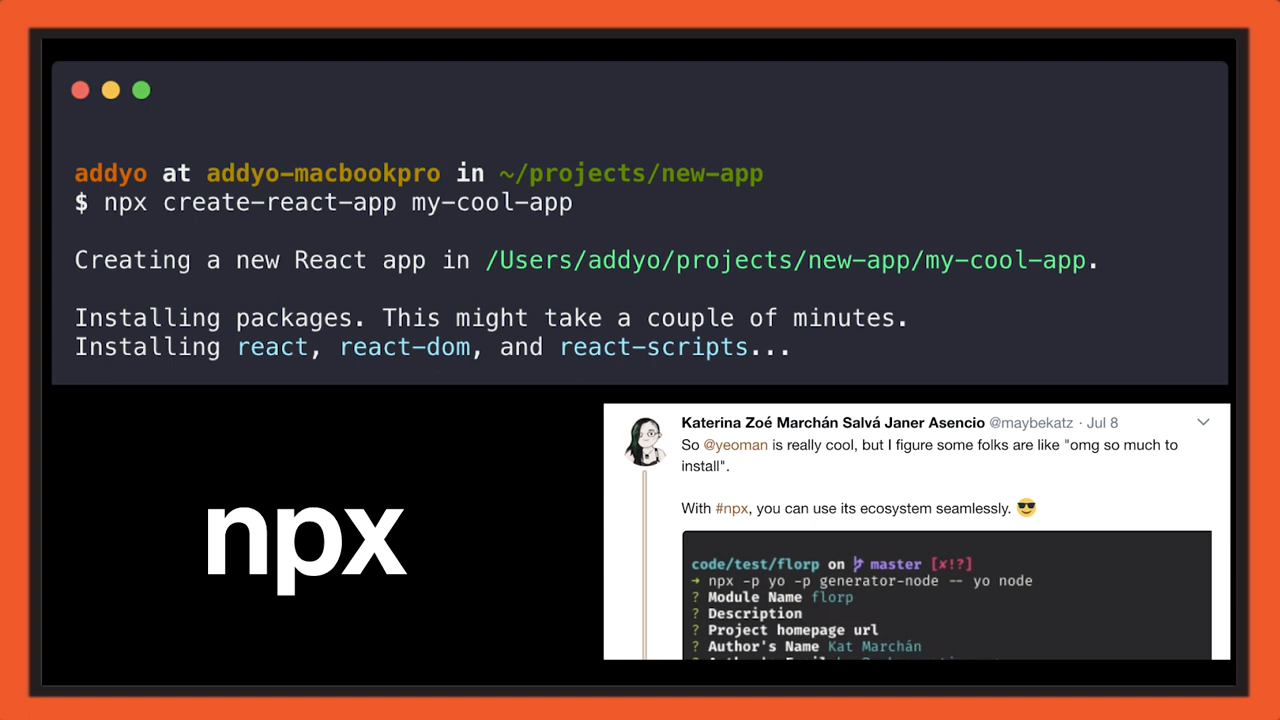 addyo at addyo-macbookpro in ~/projects/new-app
$ npx create-react-app my-cool-app
Creating a new React app in /Users/addyo/projects/new-app/my-cool-app.
Installing packages. This might take a couple of minutes.
Installing react, react-dom, and react-scripts...
npx
Katerina Zoé Marchán Salvá Janer Asencio @maybekatz · Jul 8
So @yeoman is really cool, but I figure some folks are like "omg so much to
install".
With #npx, you can use its ecosystem seamlessly. 😎
code/test/florp on master [✘!?]
→ npx -p yo -p generator-node -- yo node
? Module Name florp
? Description
? Project homepage url
? Author's Name Kat Marchán